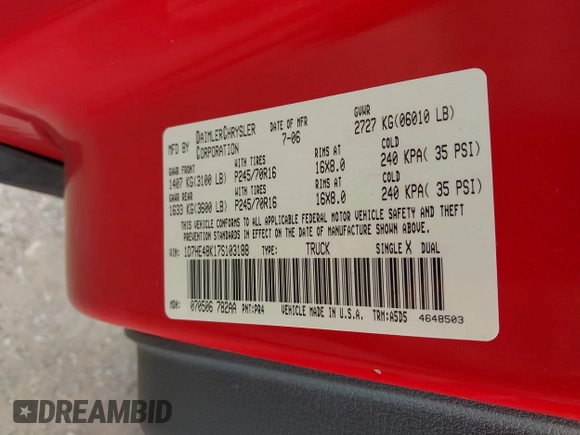 MFD BY DAIMLERCHRYSLER CORPORATION
DATE OF MFR 7-06
GVWR 2727 KG(06010 LB)
GAWR FRONT WITH TIRES RIMS AT COLD
1407 KG(3100 LB) P245/70R16 16X8.0 240 KPA( 35 PSI)
GAWR REAR WITH TIRES RIMS AT COLD
1633 KG(3600 LB) P245/70R16 16X8.0 240 KPA( 35 PSI)
THIS VEHICLE CONFORMS TO ALL APPLICABLE FEDERAL MOTOR VEHICLE SAFETY AND THEFT
PREVENTION STANDARDS IN EFFECT ON THE DATE OF MANUFACTURE SHOWN ABOVE.
VIN: 1D7HE48K17S103188 TYPE: TRUCK SINGLE X DUAL
MDH: 070506 782AA PNT:PR4 VEHICLE MADE IN U.S.A. TRM:A5D5
4648503
DREAMBID